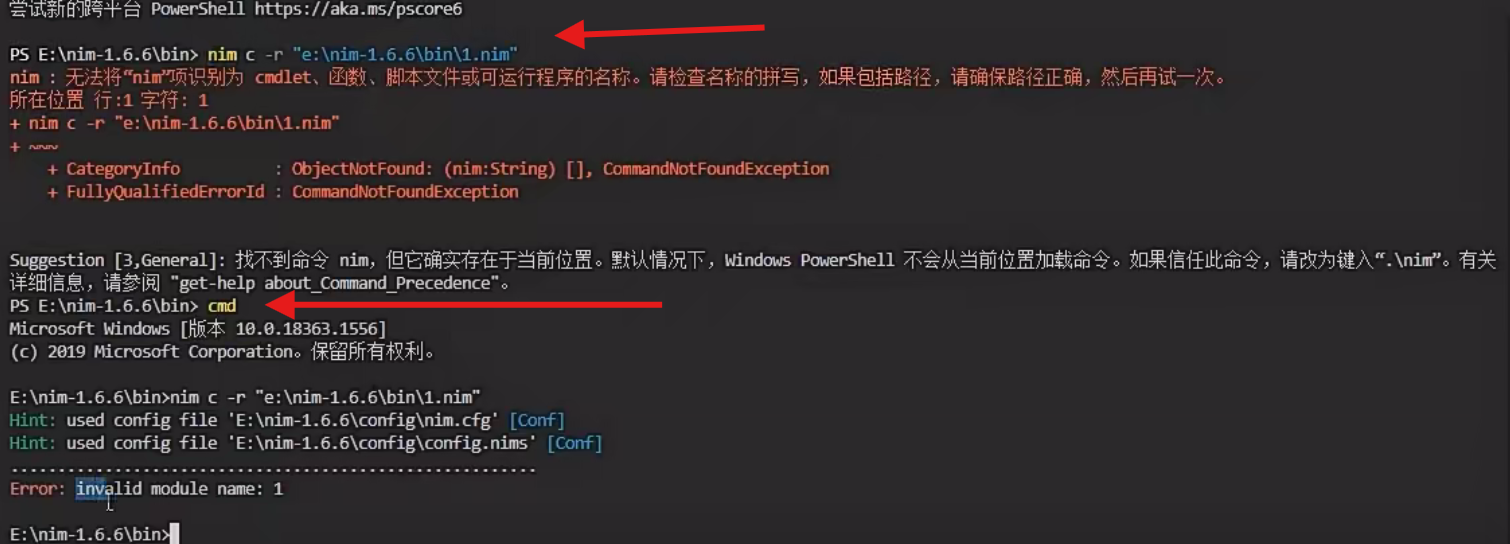 尝试新的跨平台 PowerShell https://aka.ms/pscore6
PS E:\nim-1.6.6\bin> nim c -r "e:\nim-1.6.6\bin\1.nim"
nim : 无法将“nim”项识别为 cmdlet、函数、脚本文件或可运行程序的名称。请检查名称的拼写，如果包括路径，请确保路径正确，然后再试一次。
所在位置 行:1 字符: 1
+ nim c -r "e:\nim-1.6.6\bin\1.nim"
+ ~~~
+ CategoryInfo : ObjectNotFound: (nim:String) [], CommandNotFoundException
+ FullyQualifiedErrorId : CommandNotFoundException
Suggestion [3,General]: 找不到命令 nim，但它确实存在于当前位置。默认情况下，Windows PowerShell 不会从当前位置加载命令。如果信任此命令，请改为键入“.\nim”。有关
详细信息，请参阅 "get-help about_Command_Precedence"。
PS E:\nim-1.6.6\bin> cmd
Microsoft Windows [版本 10.0.18363.1556]
(c) 2019 Microsoft Corporation。保留所有权利。
E:\nim-1.6.6\bin>nim c -r "e:\nim-1.6.6\bin\1.nim"
Hint: used config file 'E:\nim-1.6.6\config\nim.cfg' [Conf]
Hint: used config file 'E:\nim-1.6.6\config\config.nims' [Conf]
........................................................
Error: invalid module name: 1
E:\nim-1.6.6\bin>